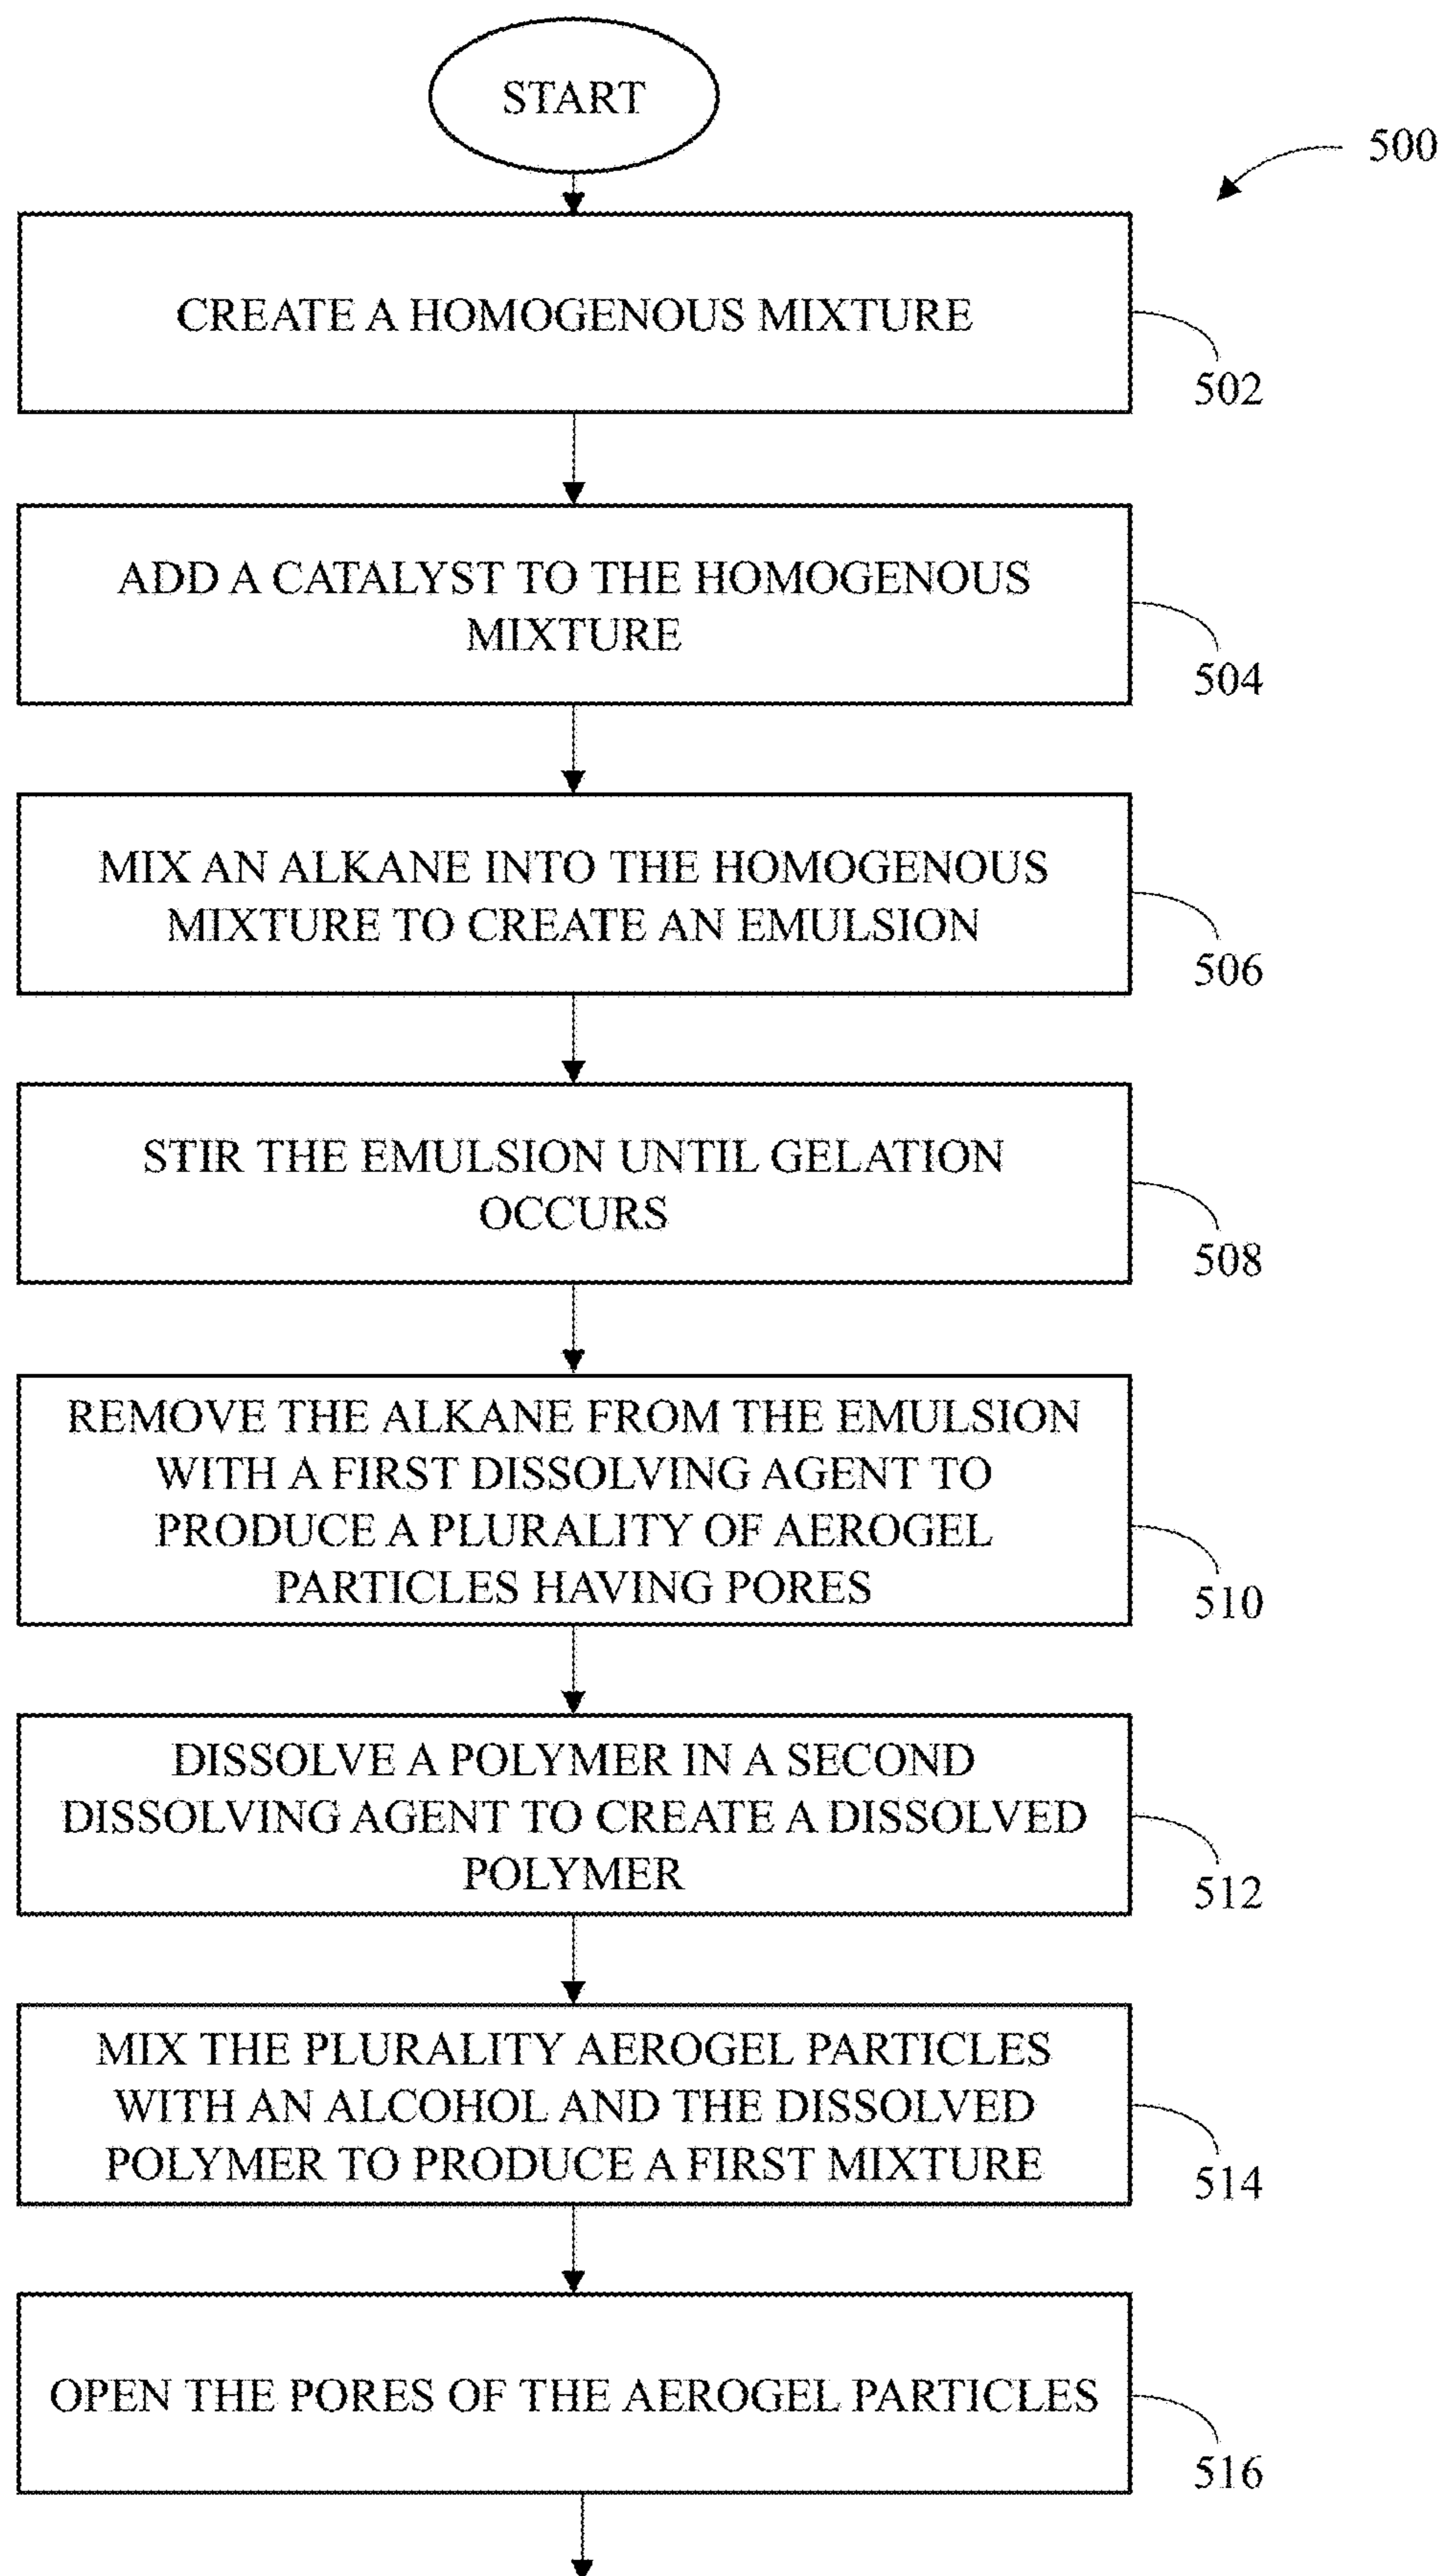 START
500
CREATE A HOMOGENOUS MIXTURE
502
ADD A CATALYST TO THE HOMOGENOUS
MIXTURE
504
MIX AN ALKANE INTO THE HOMOGENOUS
MIXTURE TO CREATE AN EMULSION
506
STIR THE EMULSION UNTIL GELATION
OCCURS
508
REMOVE THE ALKANE FROM THE EMULSION
WITH A FIRST DISSOLVING AGENT TO
PRODUCE A PLURALITY OF AEROGEL
PARTICLES HAVING PORES
510
DISSOLVE A POLYMER IN A SECOND
DISSOLVING AGENT TO CREATE A DISSOLVED
POLYMER
512
MIX THE PLURALITY AEROGEL PARTICLES
WITH AN ALCOHOL AND THE DISSOLVED
POLYMER TO PRODUCE A FIRST MIXTURE
514
OPEN THE PORES OF THE AEROGEL PARTICLES
516